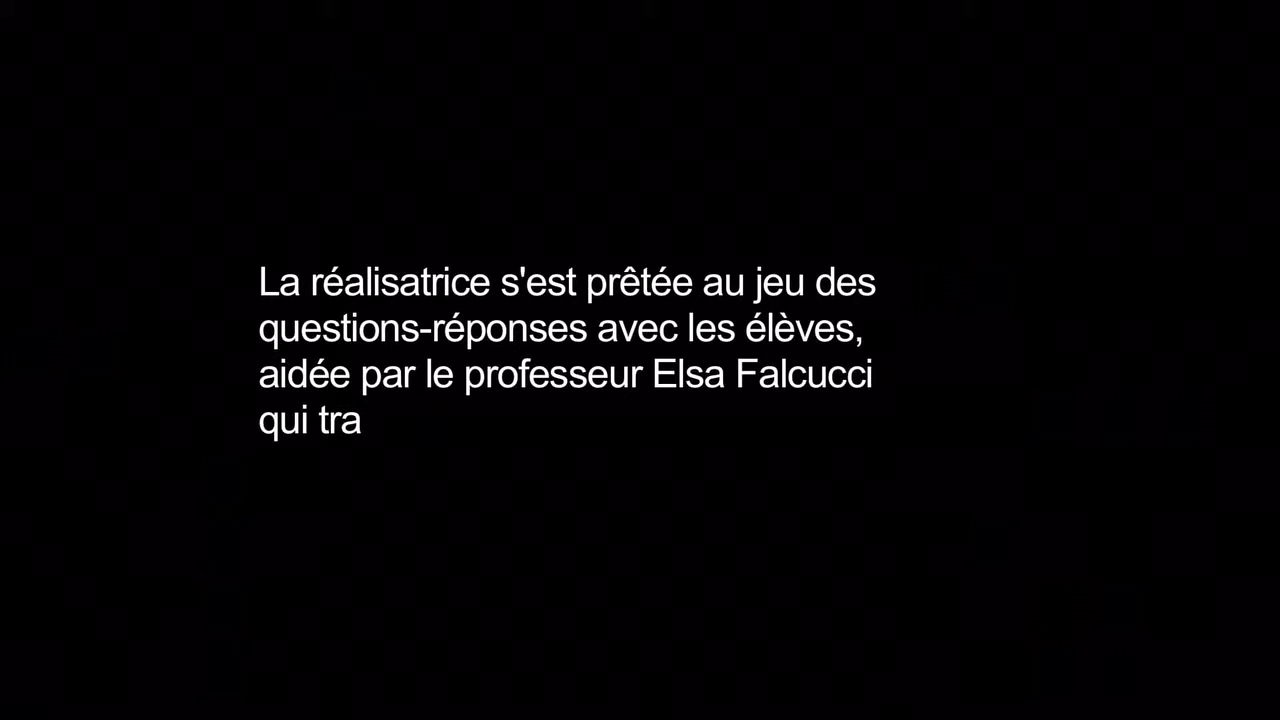 La réalisatrice s'est prêtée au jeu des
questions-réponses avec les élèves,
aidée par le professeur Elsa Falcucci
qui tra